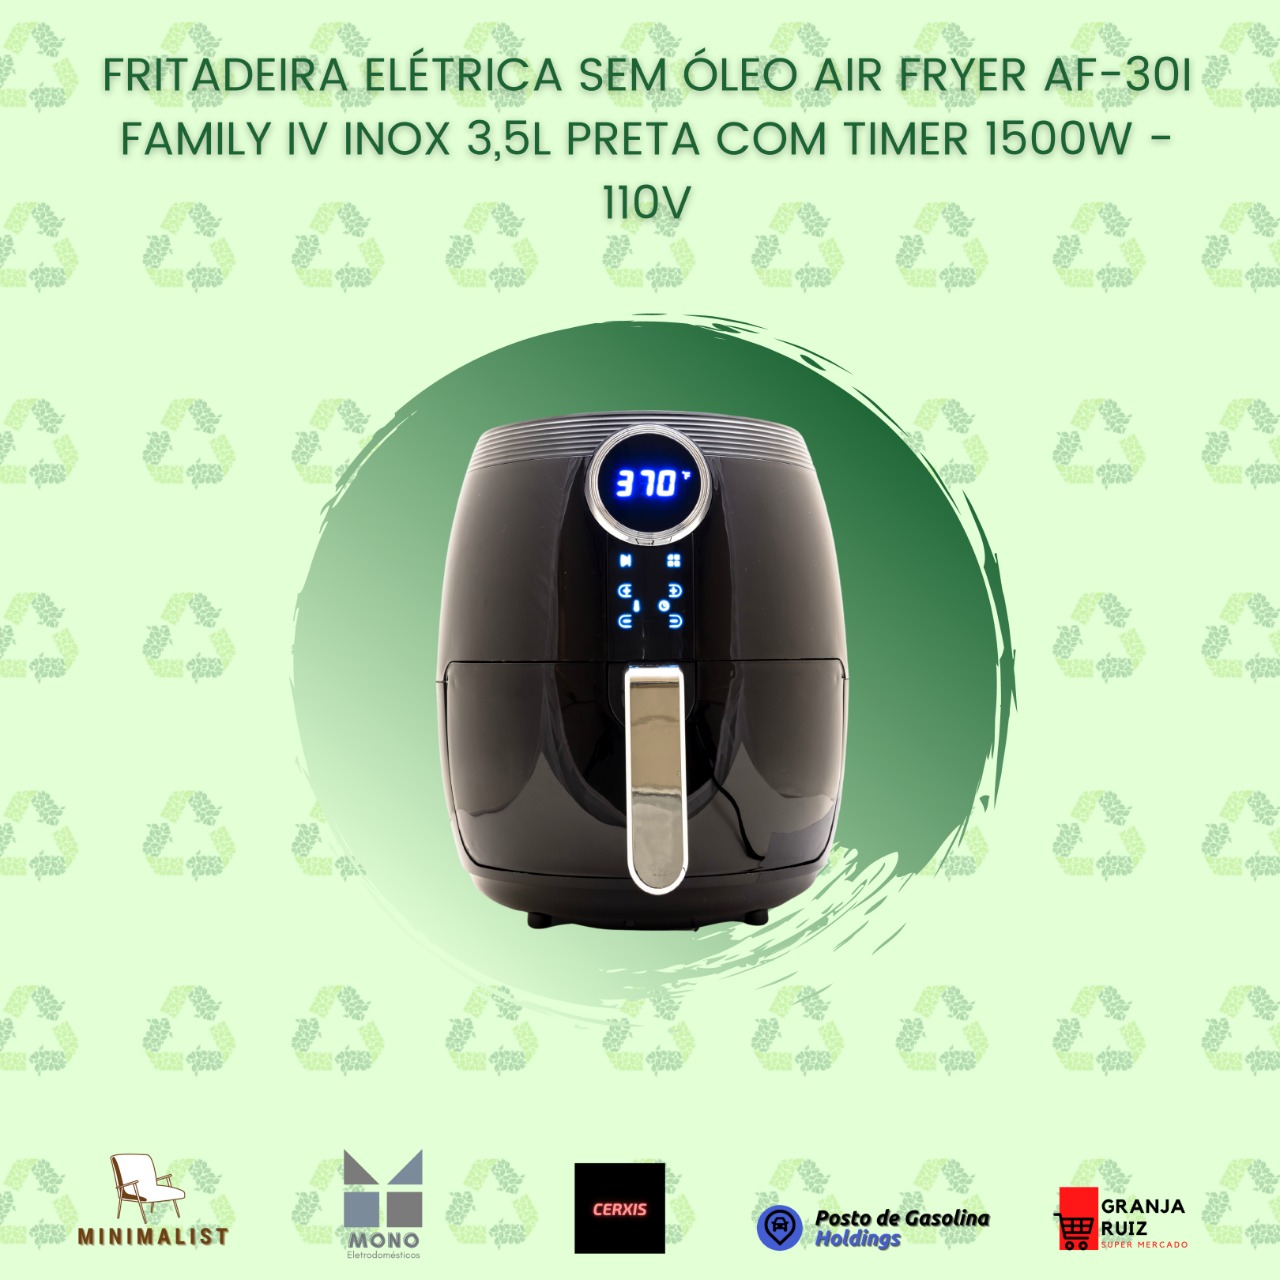 FRITADEIRA ELÉTRICA SEM ÓLEO AIR FRYER AF-30I
FAMILY IV INOX 3,5L PRETA COM TIMER 1500W -
110V
370°F
MINIMALIST
MONO
Eletrodomésticos
CERXIS
Posto de Gasolina
Holdings
GRANJA
RUIZ
SUPER MERCADO